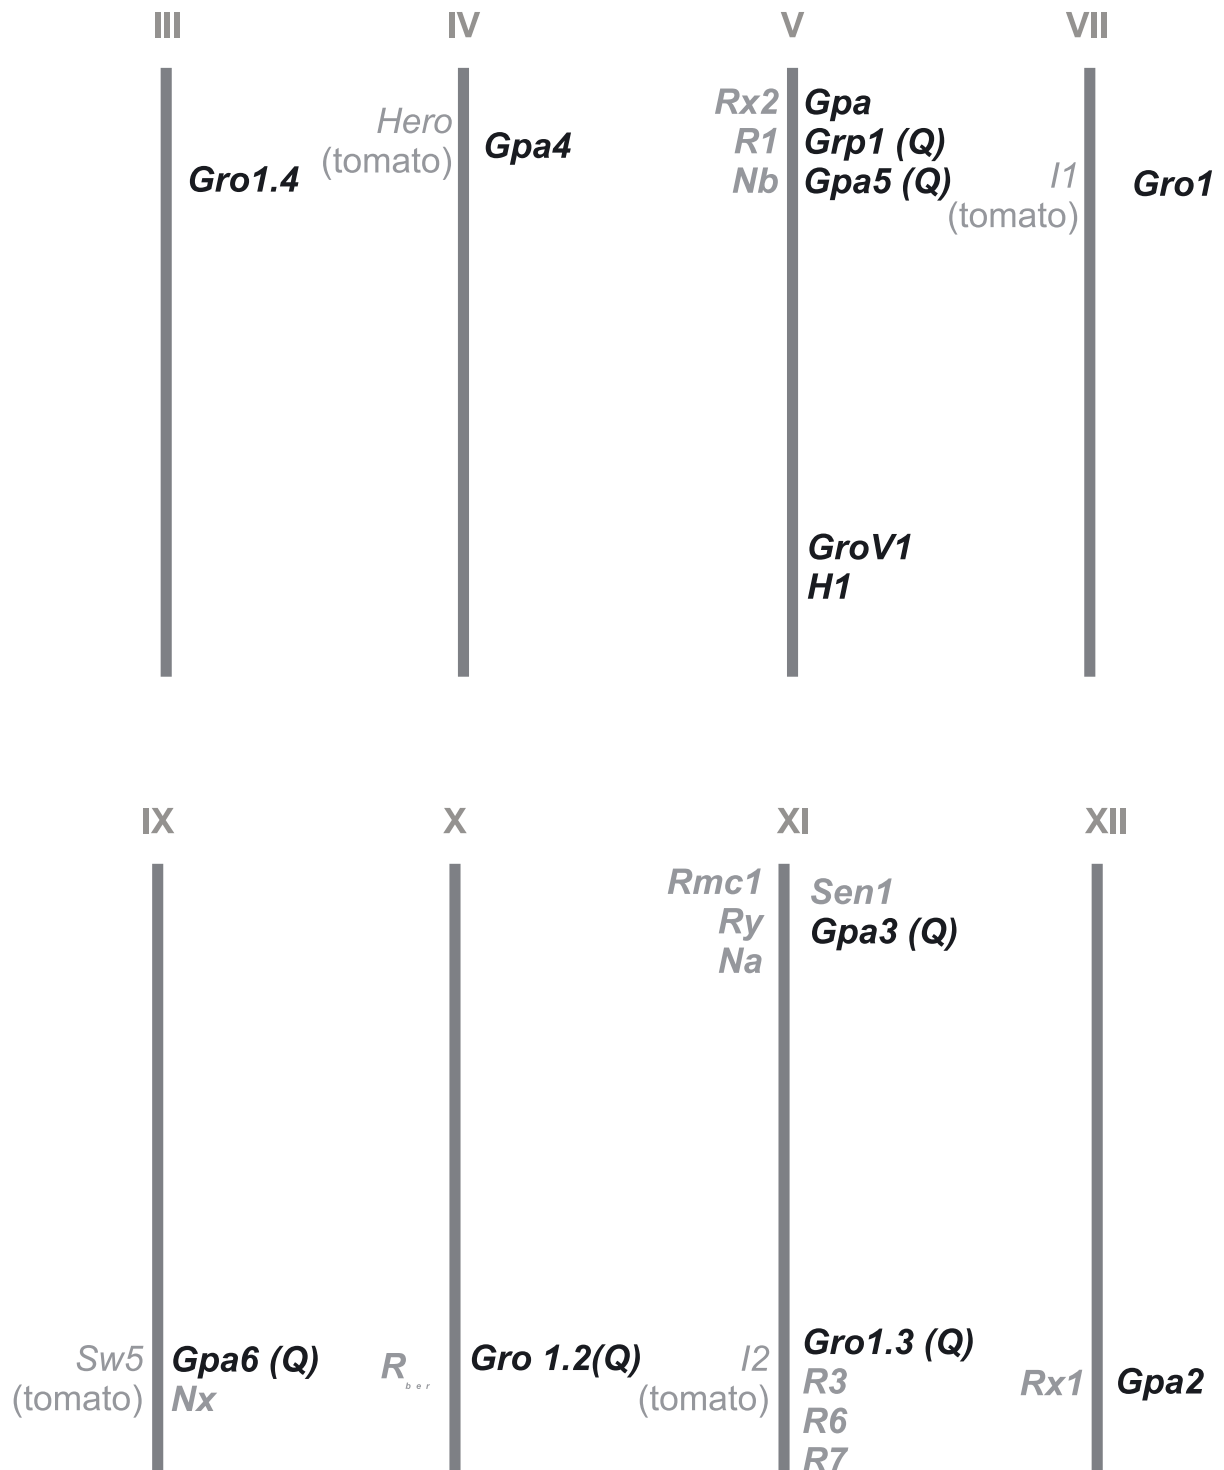 III
IV
V
VII
Gro1.4
Hero
(tomato)
Gpa4
Rx2
R1
Nb
Gpa
Grp1 (Q)
Gpa5 (Q)
GroV1
H1
I1
(tomato)
Gro1
IX
X
XI
XII
Sw5
(tomato)
Gpa6 (Q)
Nx
R ber
Gro 1.2(Q)
Rmc1
Ry
Na
Sen1
Gpa3 (Q)
I2
(tomato)
Gro1.3 (Q)
R3
R6
R7
Rx1
Gpa2